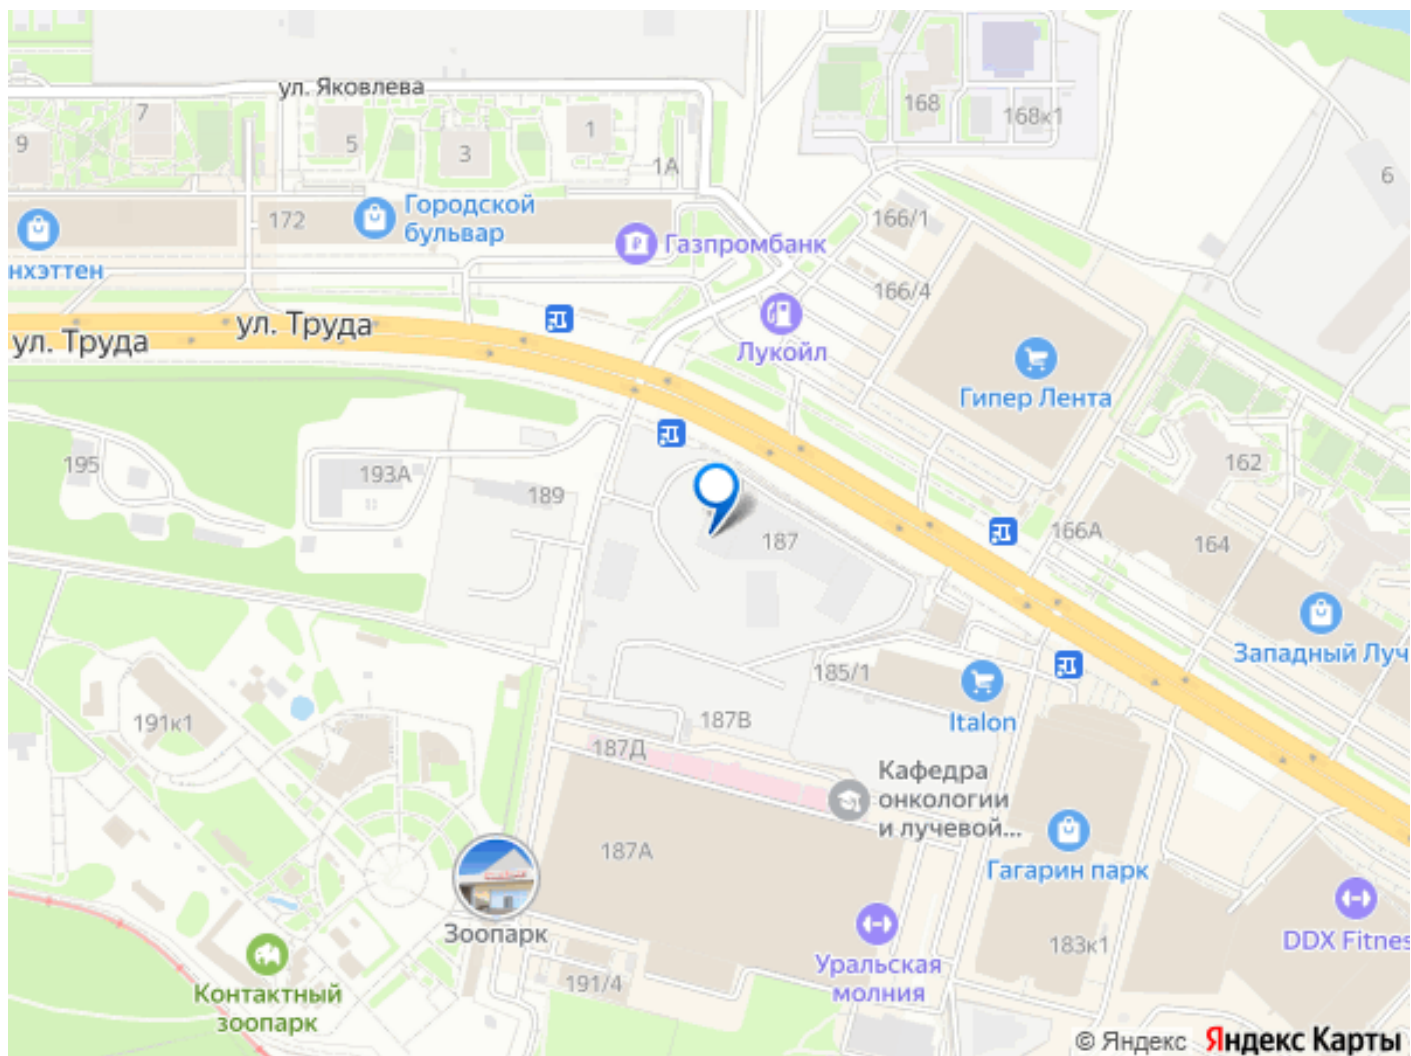 ул. Яковлева
168
168к1
7
5
9
3
1
1А
6
Городской
бульвар
172
166/1
Газпромбанк
нхэттен
166/4
ул. Труда
ул. Труда
Лукойл
Гипер Лента
195
193А
162
189
187
166А
164
185/1
Западный Луч
191к1
187В
Italon
187Д
Кафедра
онкологии
и лучевой...
187А
Гагарин парк
Зоопарк
183к1
DDX Fitnes
Уральская
молния
191/4
Контактный
зоопарк
© Яндекс Яндекс Карты